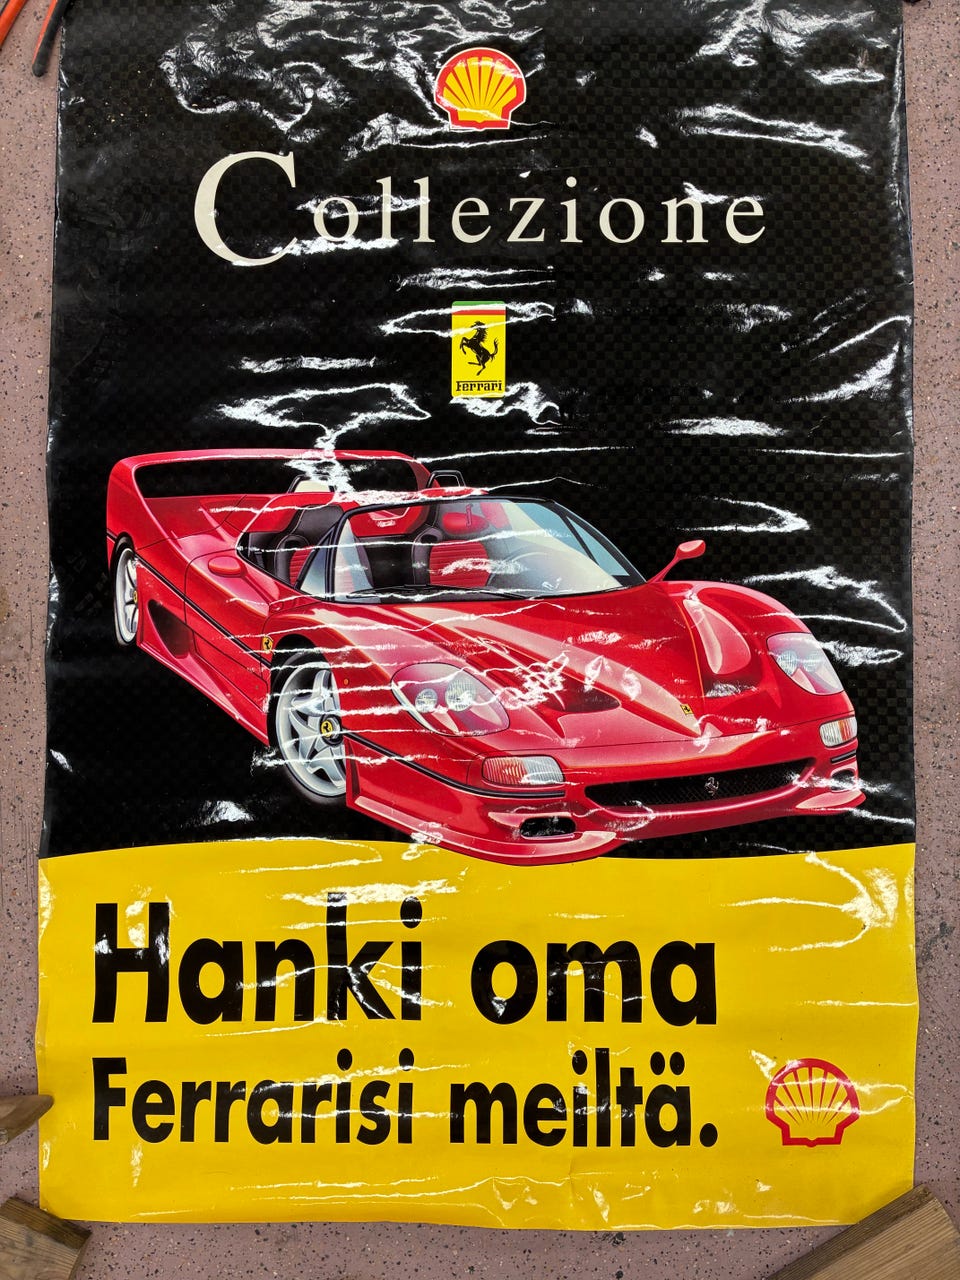 Collezione
Ferrari
Hanki oma
Ferrarisi meiltä.